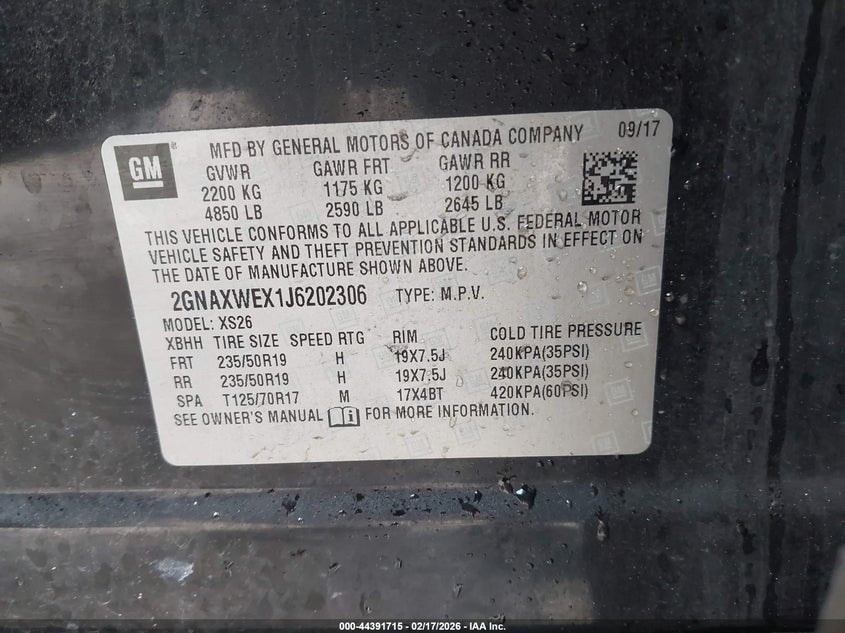 GM
MFD BY GENERAL MOTORS OF CANADA COMPANY 09/17
GVWR GAWR FRT GAWR RR
2200 KG 1175 KG 1200 KG
4850 LB 2590 LB 2645 LB
THIS VEHICLE CONFORMS TO ALL APPLICABLE U.S. FEDERAL MOTOR
VEHICLE SAFETY AND THEFT PREVENTION STANDARDS IN EFFECT ON
THE DATE OF MANUFACTURE SHOWN ABOVE.
2GNAXWEX1J6202306 TYPE: M.P.V.
MODEL: XS26
XBHH TIRE SIZE SPEED RTG RIM COLD TIRE PRESSURE
FRT 235/50R19 H 19X7.5J 240KPA(35PSI)
RR 235/50R19 H 19X7.5J 240KPA(35PSI)
SPA T125/70R17 M 17X4BT 420KPA(60PSI)
SEE OWNER'S MANUAL FOR MORE INFORMATION.
000-44391715 - 02/17/2026 - IAA Inc.